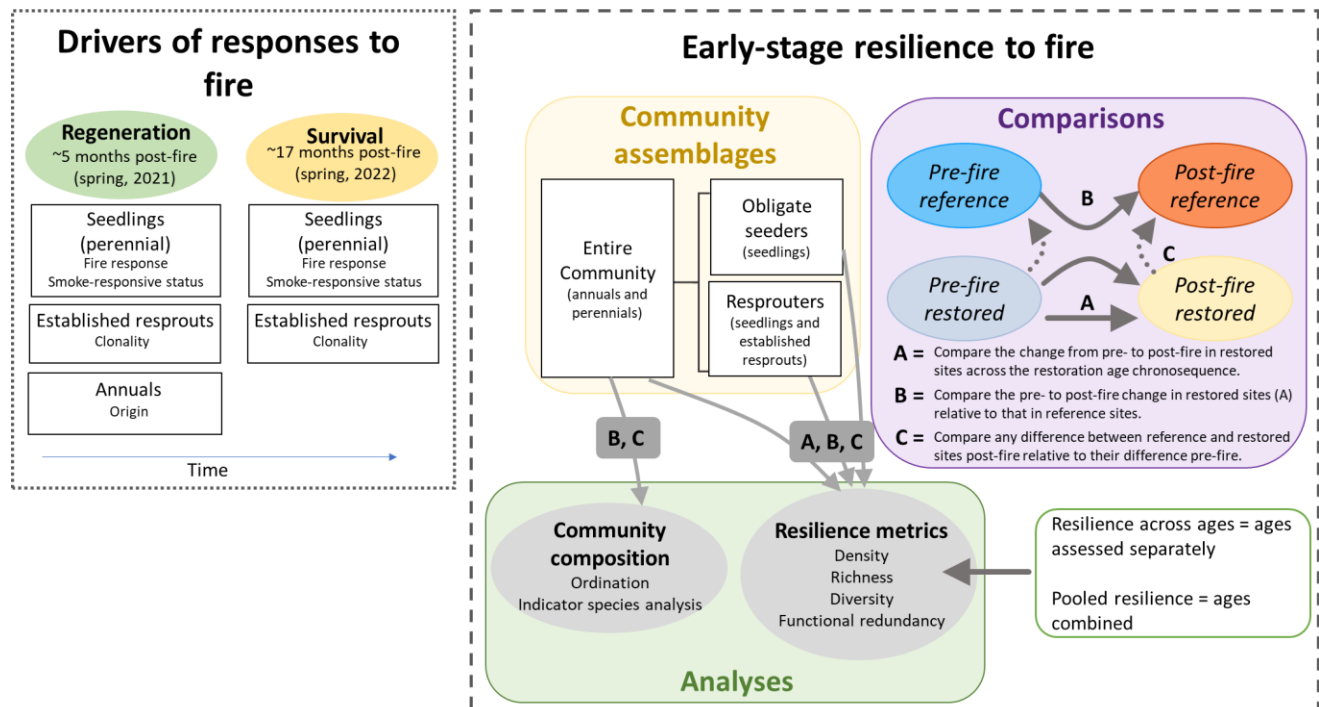 Drivers of responses to
fire
Regeneration
~5 months post-fire
(spring, 2021)
Survival
~17 months post-fire
(spring, 2022)
Seedlings
(perennial)
Fire response
Smoke-responsive status
Seedlings
(perennial)
Fire response
Smoke-responsive status
Established resprouts
Clonality
Established resprouts
Clonality
Annuals
Origin
Time
Early-stage resilience to fire
Community
assemblages
Entire
Community
(annuals and
perennials)
Obligate
seeders
(seedlings)
Resprouters
(seedlings and
established
resprouts)
Comparisons
Pre-fire
reference
Post-fire
reference
B
C
Pre-fire
restored
Post-fire
restored
A
A = Compare the change from pre- to post-fire in restored
sites across the restoration age chronosequence.
B = Compare the pre- to post-fire change in restored sites (A)
relative to that in reference sites.
C = Compare any difference between reference and restored
sites post-fire relative to their difference pre-fire.
B, C
A, B, C
Community
composition
Ordination
Indicator species analysis
Resilience metrics
Density
Richness
Diversity
Functional redundancy
Analyses
Resilience across ages = ages
assessed separately
Pooled resilience = ages
combined